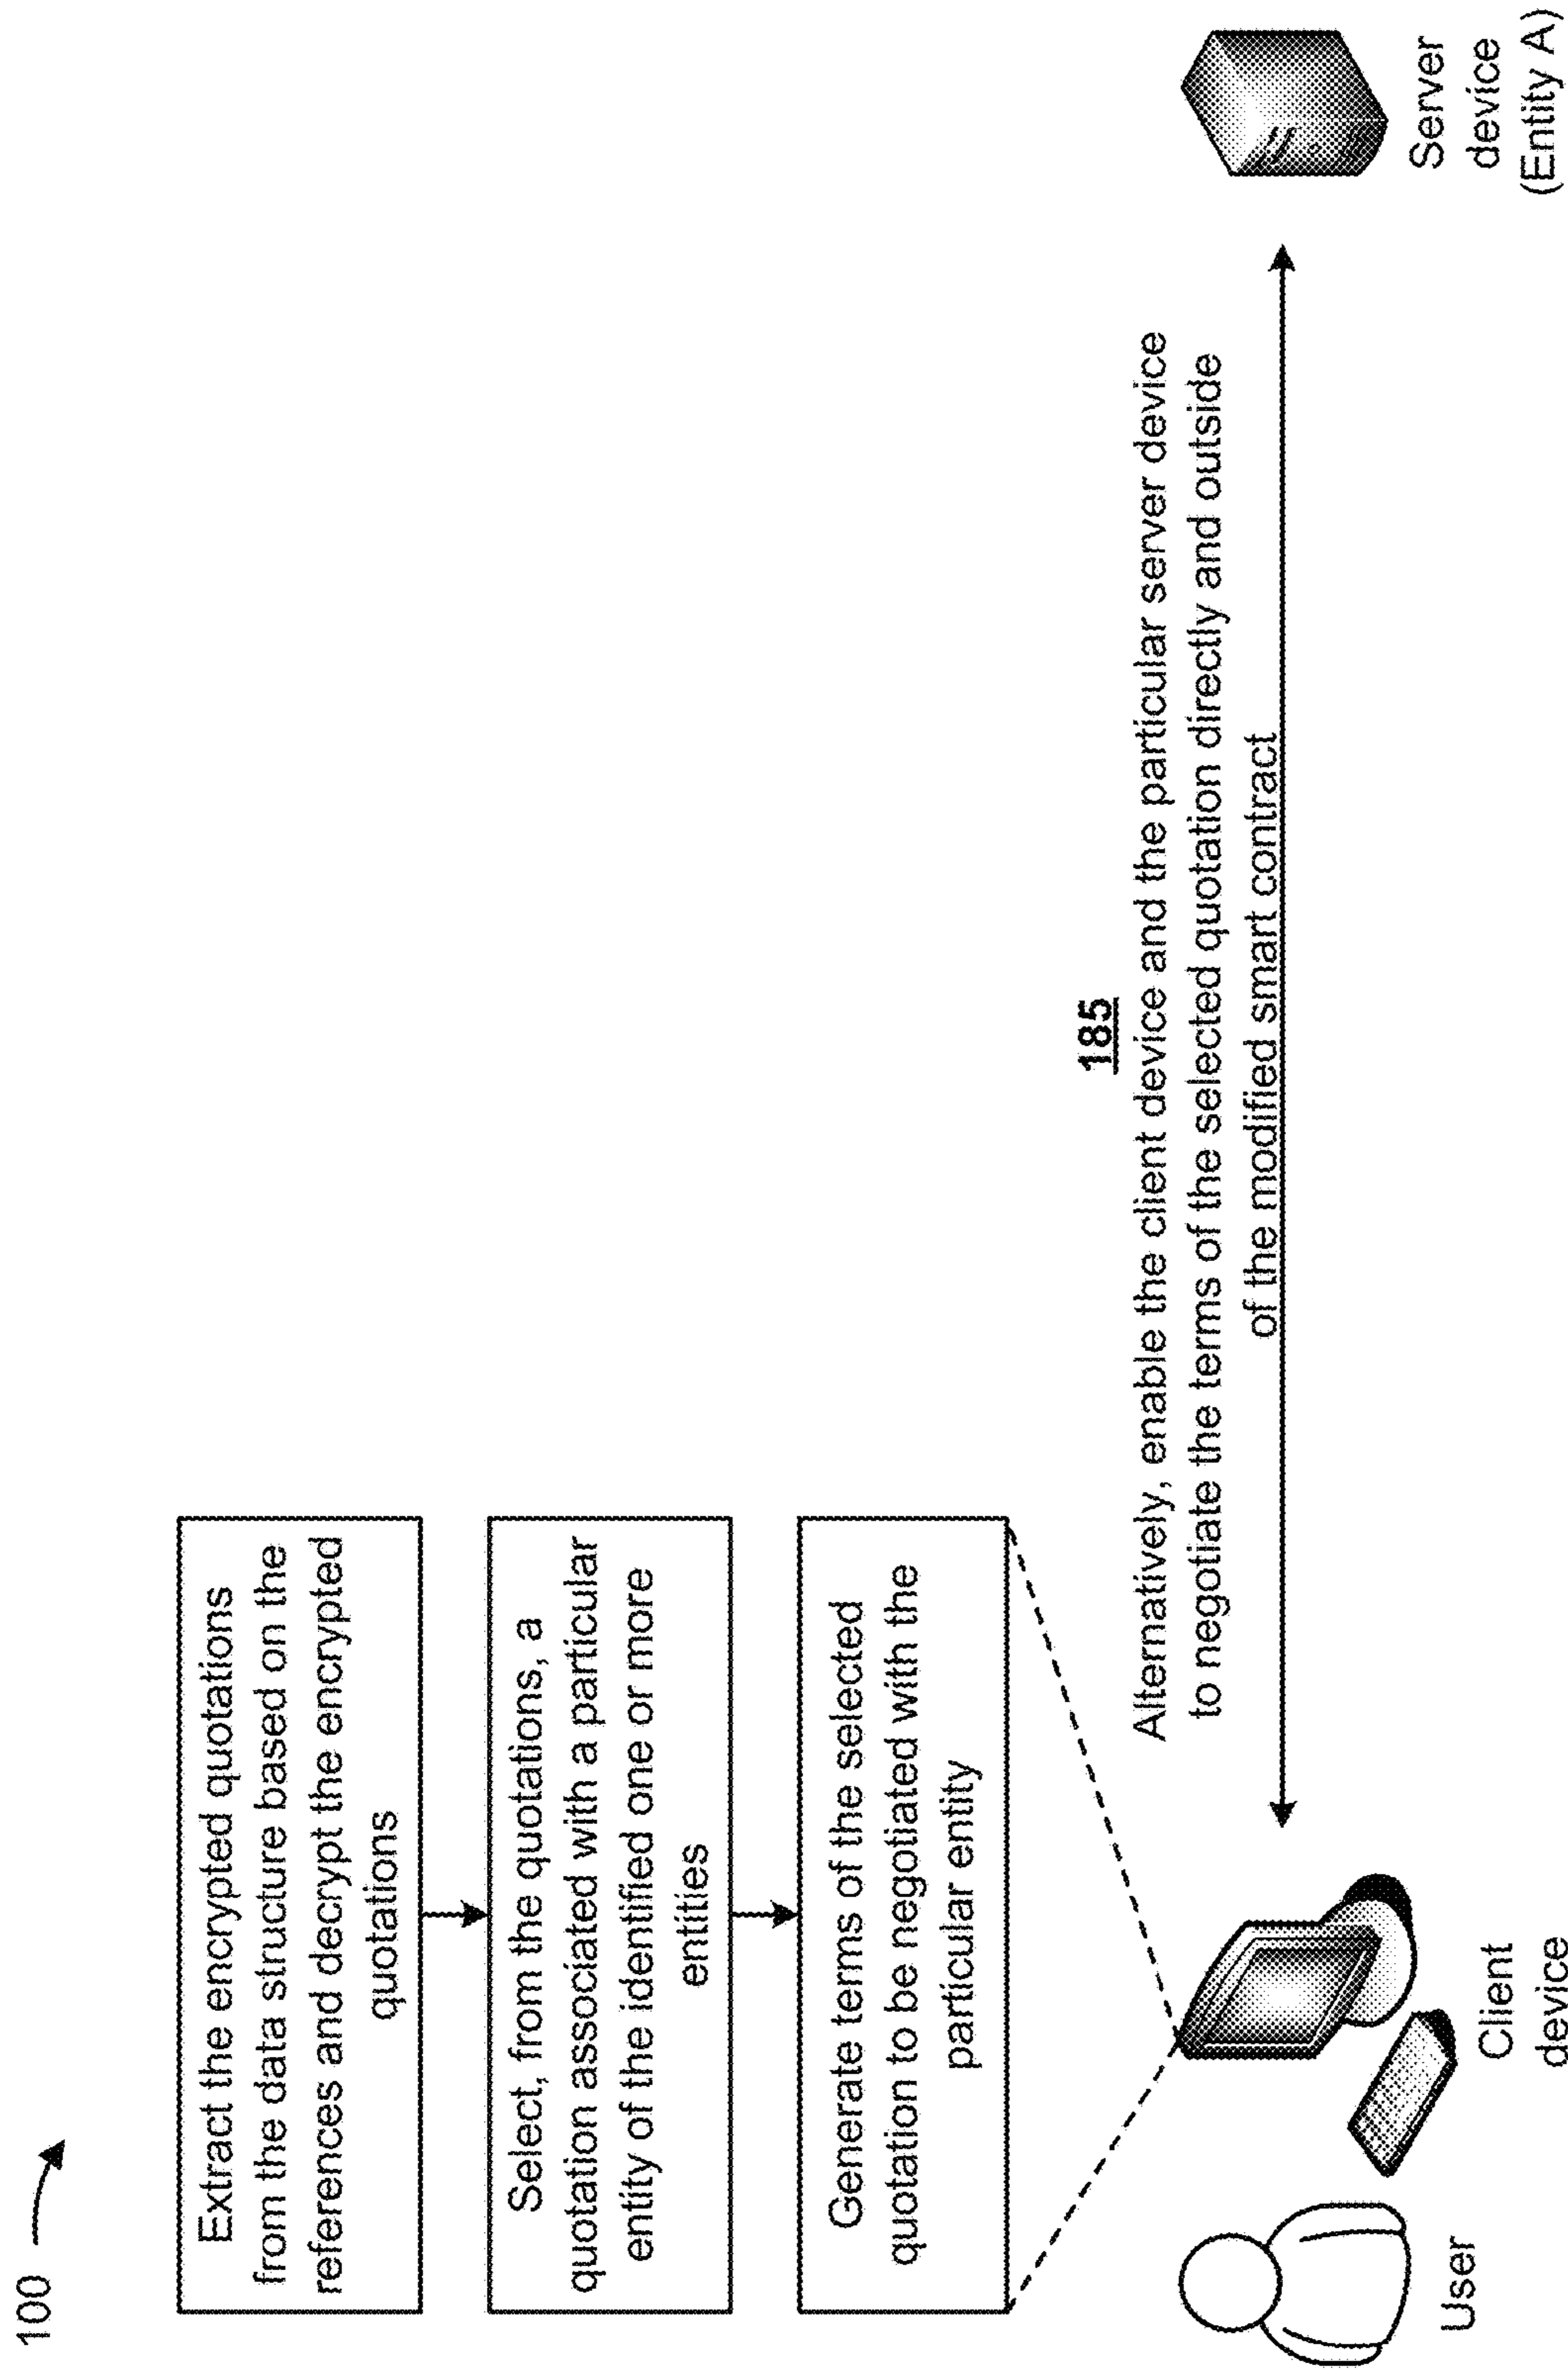 100
Extract the encrypted quotations
from the data structure based on the
references and decrypt the encrypted
quotations
Select, from the quotations, a
quotation associated with a particular
entity of the identified one or more
entities
Generate terms of the selected
quotation to be negotiated with the
particular entity
185
Alternatively, enable the client device and the particular server device
to negotiate the terms of the selected quotation directly and outside
of the modified smart contract
User
Client
device
Server
device
(Entity A)